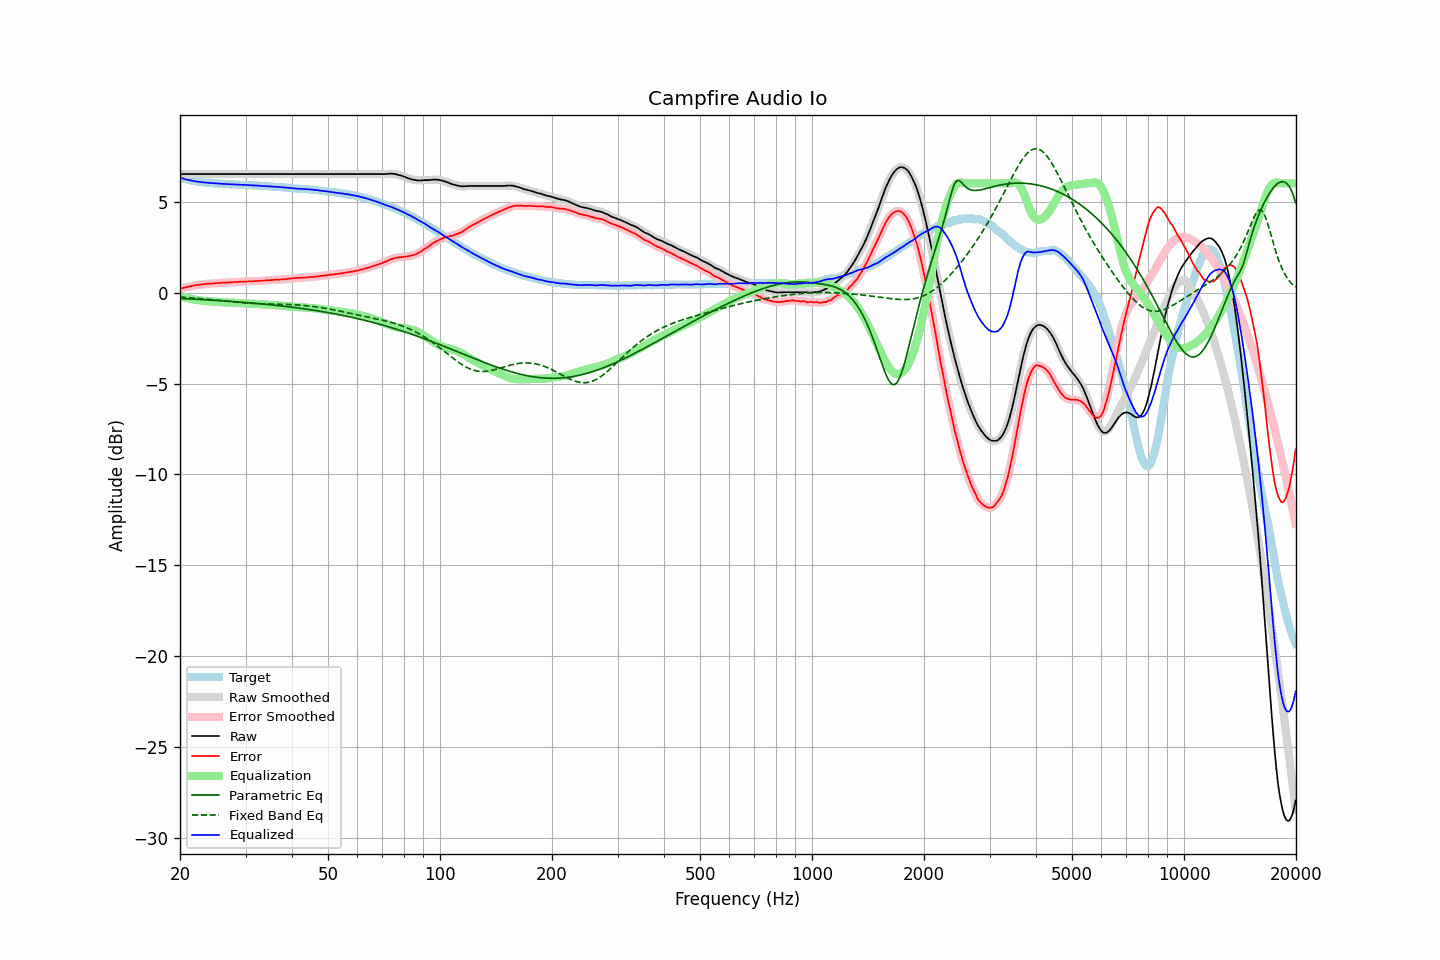 Campfire Audio Io
Amplitude (dBr)
5
0
−5
−10
−15
−20
−25
−30
Target
Raw Smoothed
Error Smoothed
Raw
Error
Equalization
Parametric Eq
Fixed Band Eq
Equalized
20 50 100 200 500 1000 2000 5000 10000 20000
Frequency (Hz)